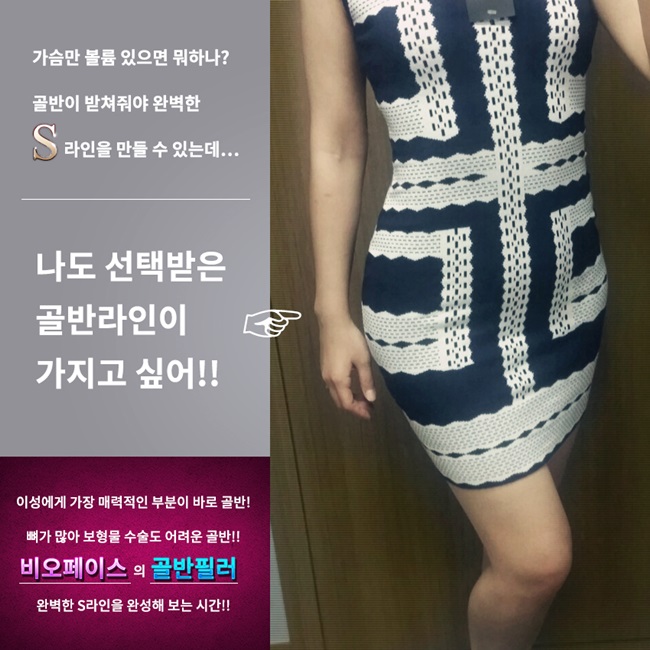 가슴만 볼륨 있으면 뭐하나?
골반이 받쳐줘야 완벽한
S 라인을 만들 수 있는데...
나도 선택받은
골반라인이
가지고 싶어!!
이성에게 가장 매력적인 부분이 바로 골반!
뼈가 많아 보형물 수술도 어려운 골반!!
비오페이스 의 골반필러
완벽한 S라인을 완성해 보는 시간!!